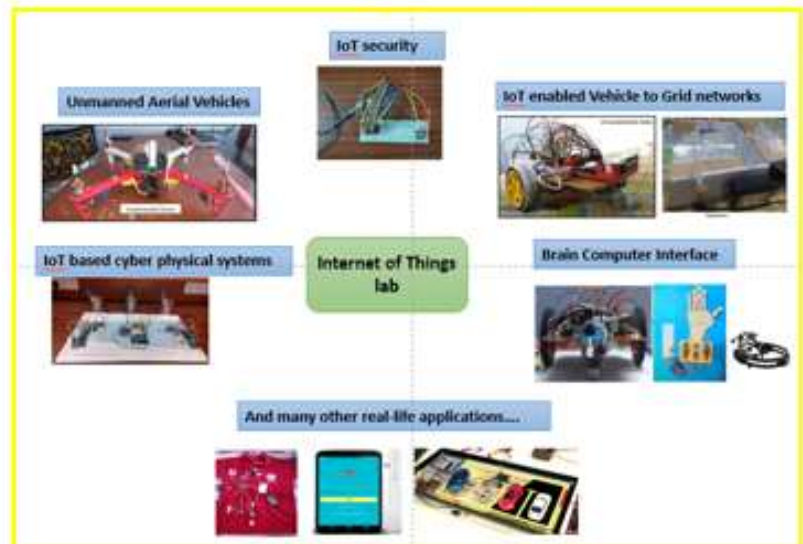 IoT security
Unmanned Aerial Vehicles
IoT enabled Vehicle to Grid networks
IoT based cyber physical systems
Internet of Things
lab
Brain Computer Interface
And many other real-life applications....